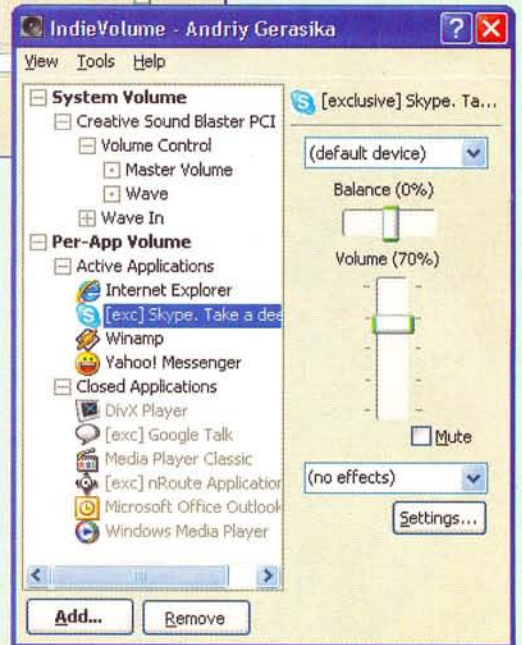 IndieVolume - Andriy Gerasika
View Tools Help
System Volume
Creative Sound Blaster PCI
Volume Control
Master Volume
Wave
Wave In
Per-App Volume
Active Applications
Internet Explorer
[exc] Skype. Take a dee
Winamp
Yahoo! Messenger
Closed Applications
DivX Player
[exc] Google Talk
Media Player Classic
[exc] nRoute Application
Microsoft Office Outlook
Windows Media Player
Add...
Remove
[exclusive] Skype. Ta...
(default device)
Balance (0%)
Volume (70%)
Mute
(no effects)
Settings...